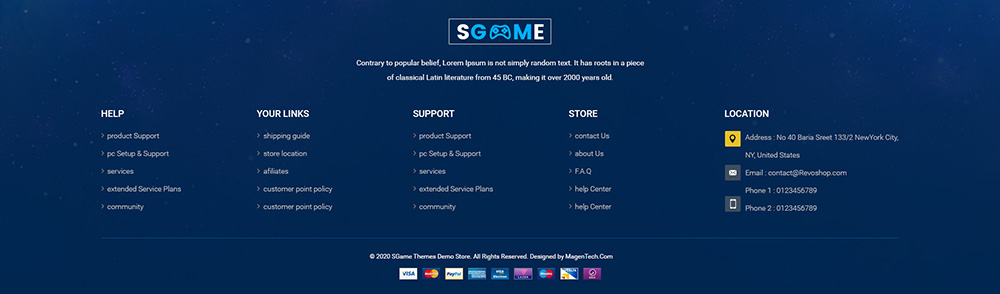 SGAME
Contrary to popular belief, Lorem Ipsum is not simply random text. It has roots in a piece
of classical Latin literature from 45 BC, making it over 2000 years old.
HELP
product Support
pc Setup & Support
services
extended Service Plans
community
YOUR LINKS
shipping guide
store location
afiliates
customer point policy
customer point policy
SUPPORT
product Support
pc Setup & Support
services
extended Service Plans
community
STORE
contact Us
about Us
F.A.Q
help Center
help Center
LOCATION
Address : No 40 Baria Sreet 133/2 NewYork City,
NY, United States
Email : contact@Revoshop.com
Phone 1 : 0123456789
Phone 2 : 0123456789
© 2020 SGame Themes Demo Store. All Rights Reserved. Designed by MagenTech.Com
VISA MasterCard PayPal